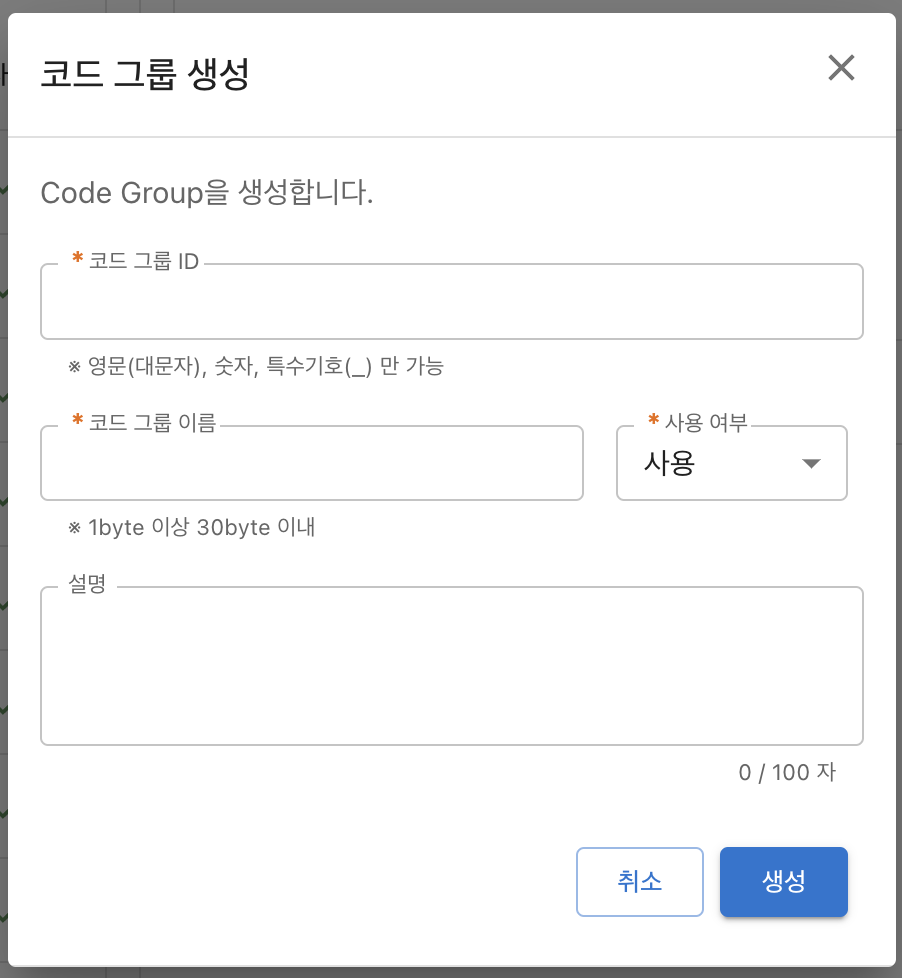 코드 그룹 생성
Code Group을 생성합니다.
* 코드 그룹 ID
※ 영문(대문자), 숫자, 특수기호(_) 만 가능
* 코드 그룹 이름
* 사용 여부
사용
※ 1byte 이상 30byte 이내
설명
0 / 100 자
취소
생성